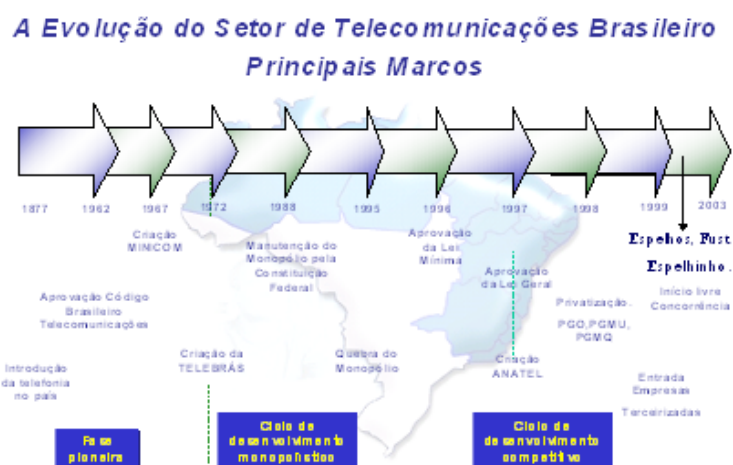 A Evolução do Setor de Telecomunicações Brasileiro
Principais Marcos
1877
1962
1967
1972
1988
1995
1996
1997
1998
1999
2003
Criação
MINICOM
Manutenção do
Monopólio pela
Constituição
Federal
Aprovação
da Lei
Mínima
Aprovação
da Lei Geral
Espelhos, Fust
Espelhinho.
Início livre
Concorrência
Aprovação Código
Brasileiro
Telecomunicações
Privatização.
PGO,PGMU,
PGMQ
Introdução
da telefonia
no país
Criação da
TELEBRÁS
Quebra do
Monopólio
Criação
ANATEL
Entrada
Empresas
Terceirizadas
Fase
pioneira
Ciclo de
desenvolvimento
monopolístico
Ciclo de
desenvolvimento
competitivo